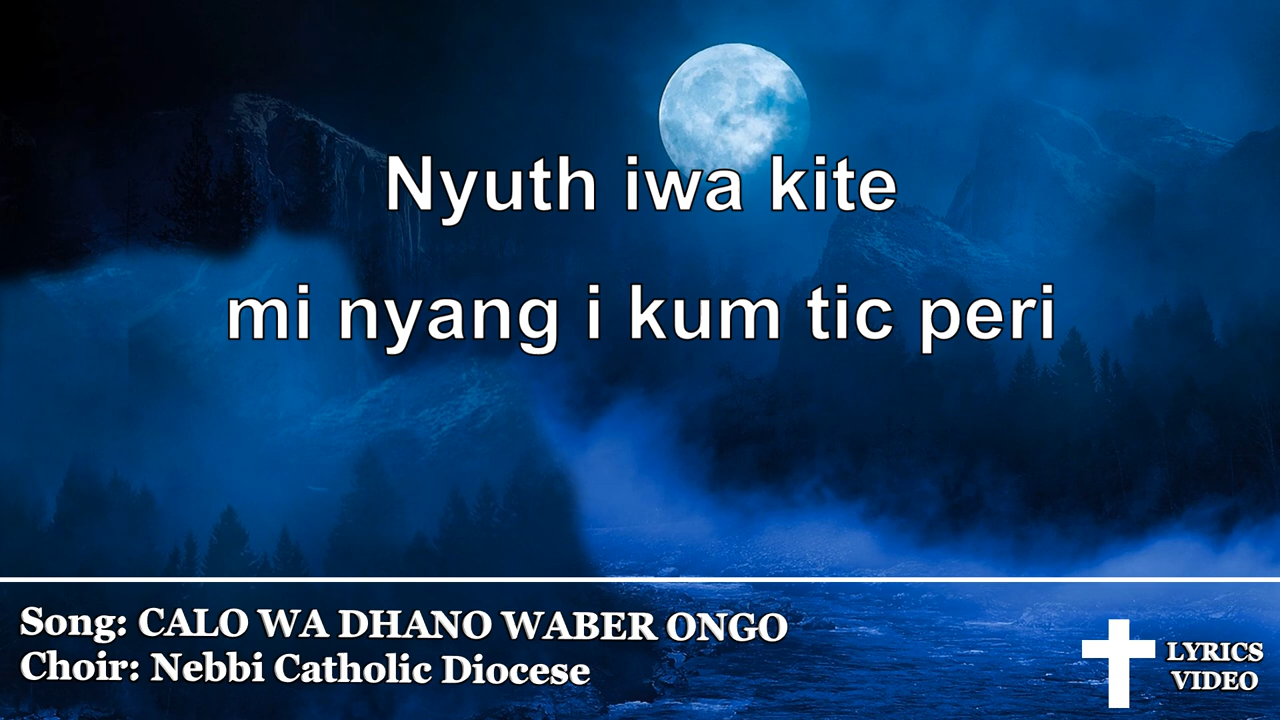 Nyuth iwa kite
mi nyang i kum tic peri
Song: CALO WA DHANO WABER ONGO
Choir: Nebbi Catholic Diocese
LYRICS
VIDEO